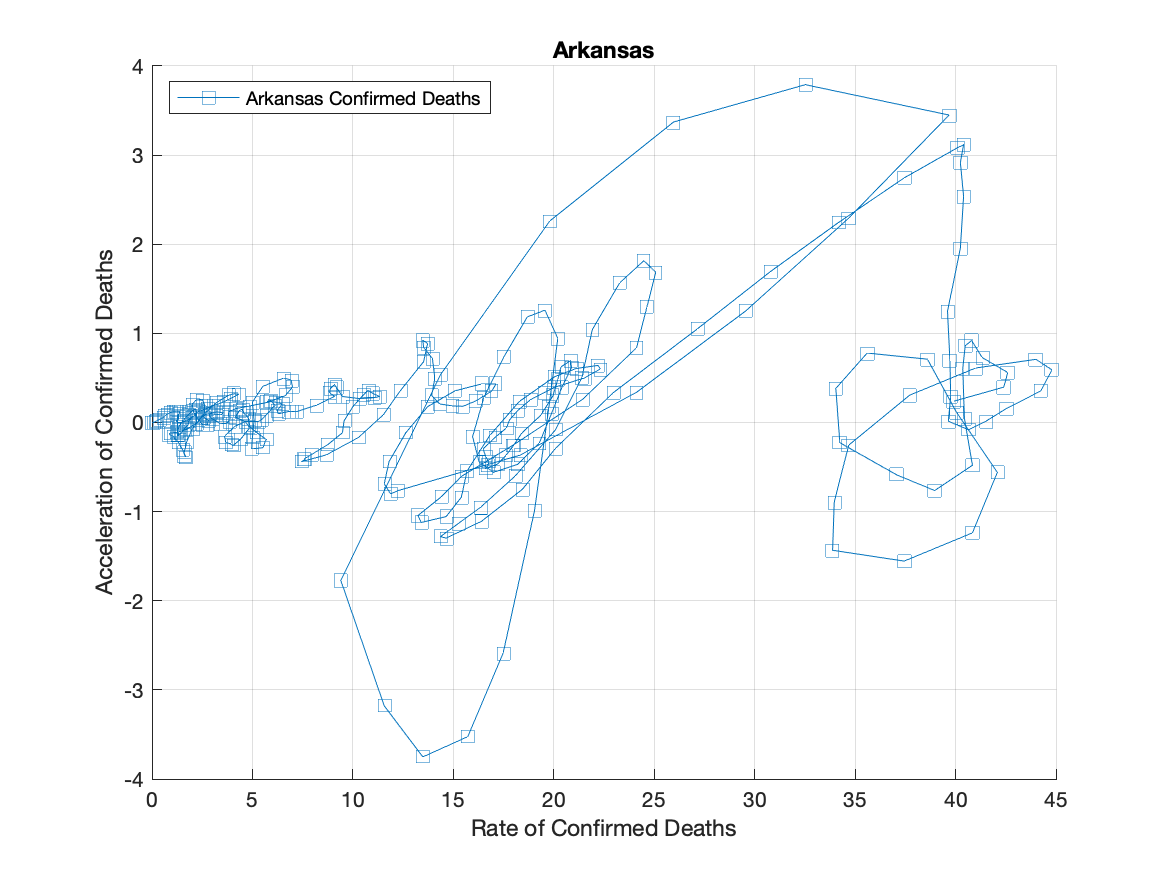 Arkansas
Arkansas Confirmed Deaths
Acceleration of Confirmed Deaths
4
3
2
1
0
-1
-2
-3
-4
0 5 10 15 20 25 30 35 40 45
Rate of Confirmed Deaths